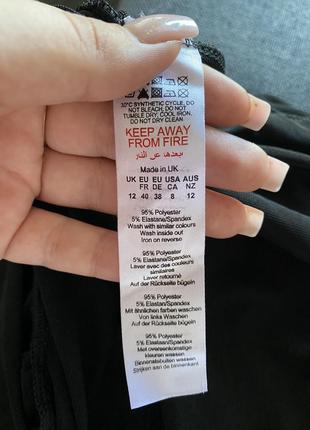 30°C SYNTHETIC CYCLE, DO
NOT BLEACH, DO NOT
TUMBLE DRY, COOL IRON,
DO NOT DRY CLEAN
KEEP AWAY
FROM FIRE
ابعدها عن النار
Made in UK
UK EU EU USA AUS
FR DE CA NZ
12 40 38 8 12
95% Polyester
5% Elastane/Spandex
Wash with similar colours
Wash inside out
Iron on reverse
95% Polyester
5% Elastane/Spandex
Laver avec des couleurs
similaires
Laver retourné
Auf der Rückseite bügeln
95% Polyester
5% Elastane/Spandex
Mit ähnlichen farben waschen
Von links Waschen
Auf der Rückseite bügeln
95% Polyester
5% Elastan/Spandex
Met overeenkomstige
kleuren wassen
Binnenste buiten wassen
Strijken aan de binnenkant